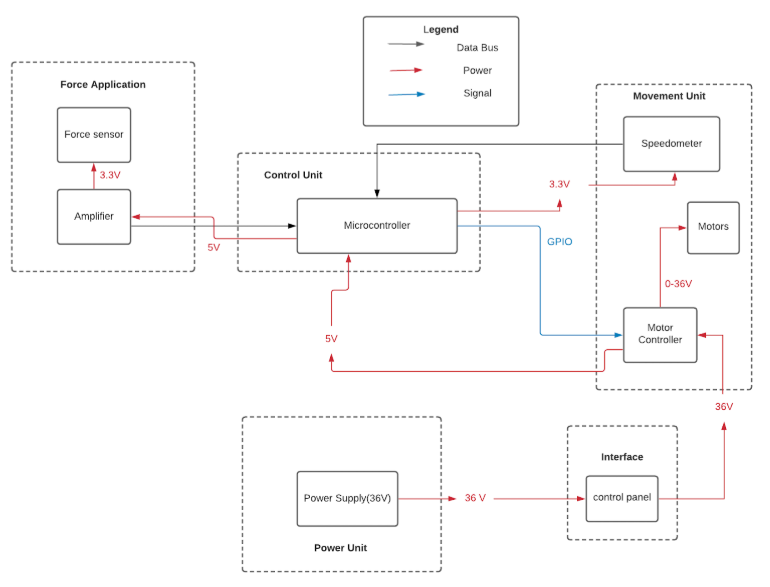 Legend
Data Bus
Power
Signal
Force Application
Force sensor
3.3V
Amplifier
5V
Control Unit
Microcontroller
3.3V
GPIO
5V
Movement Unit
Speedometer
Motors
0-36V
Motor
Controller
36V
Power Supply(36V)
Power Unit
36 V
Interface
control panel